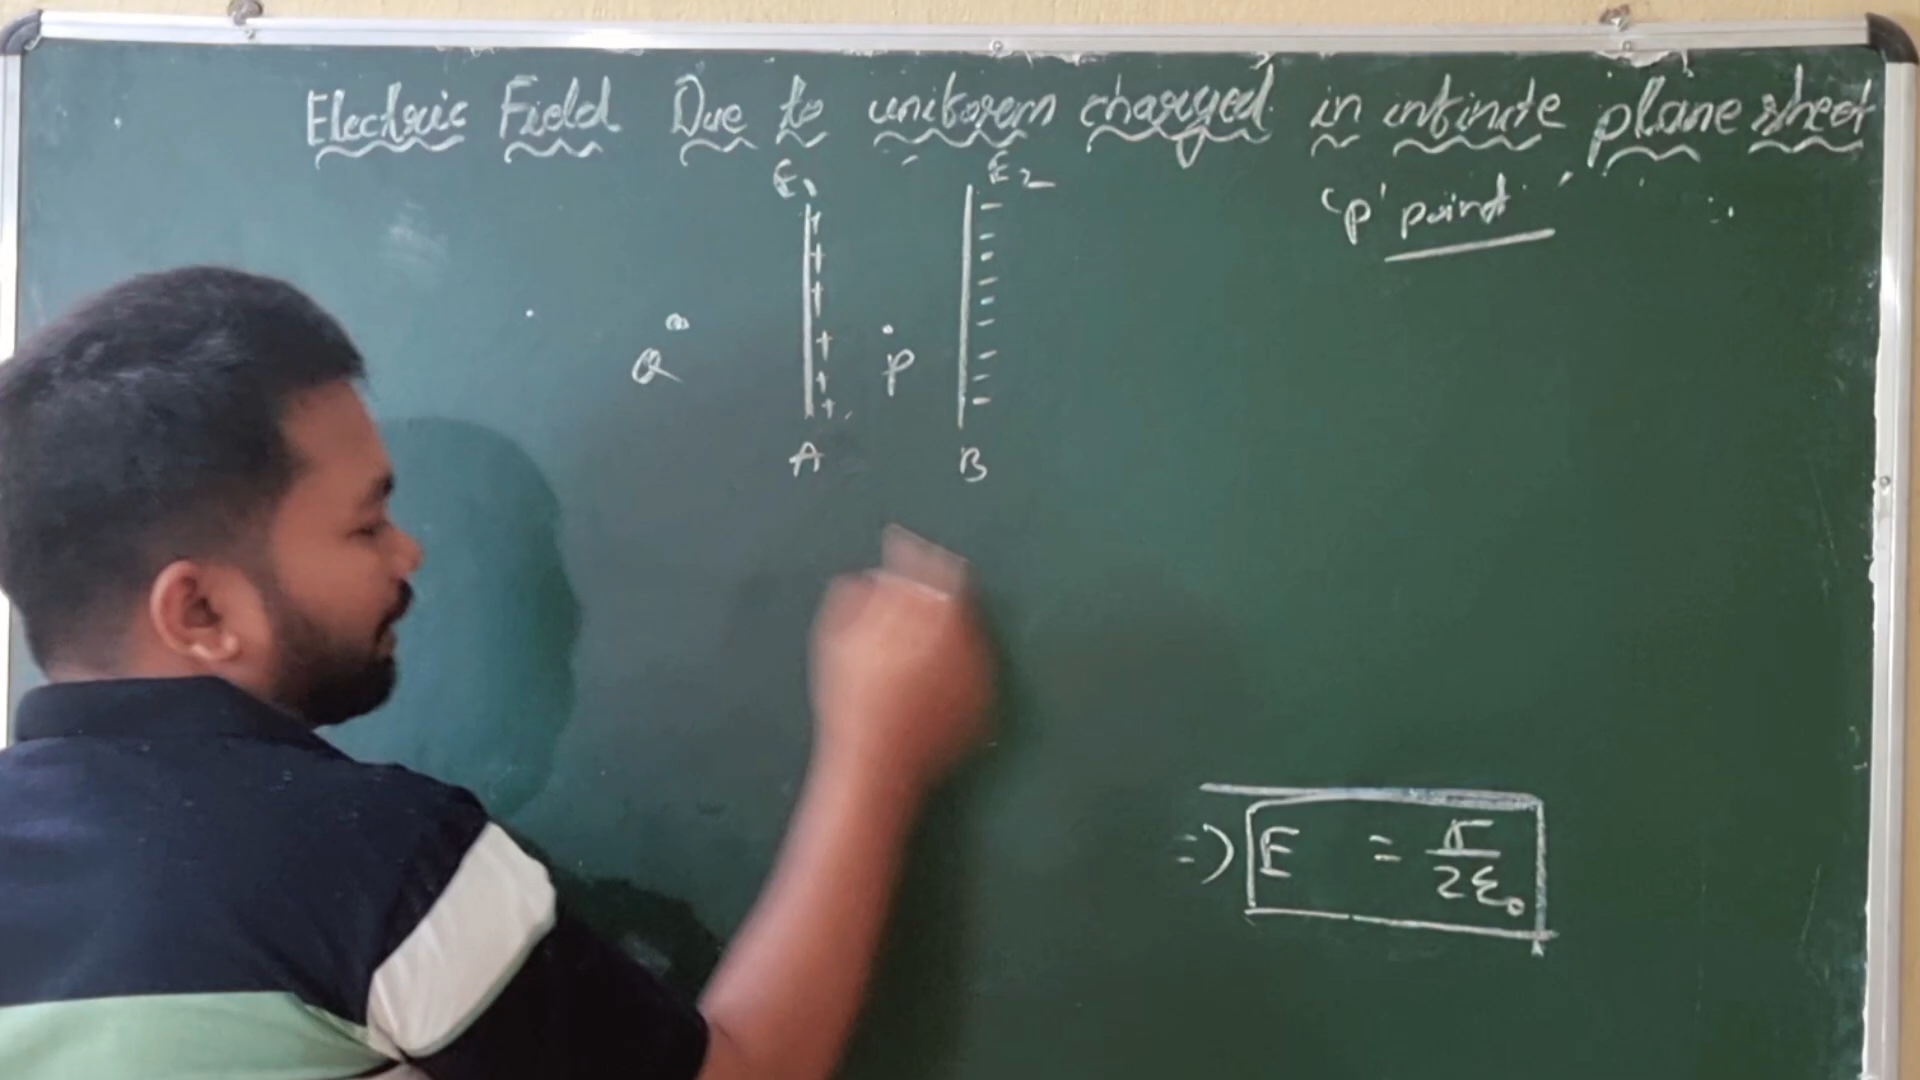 Electric Field Due to uniform charged in infinite plane sheet
E1 E2
'p' point
+ −
+ −
+ −
+ −
+ −
+ −
−
−
−
Q P
A B
⇒ E = σ/2ε0